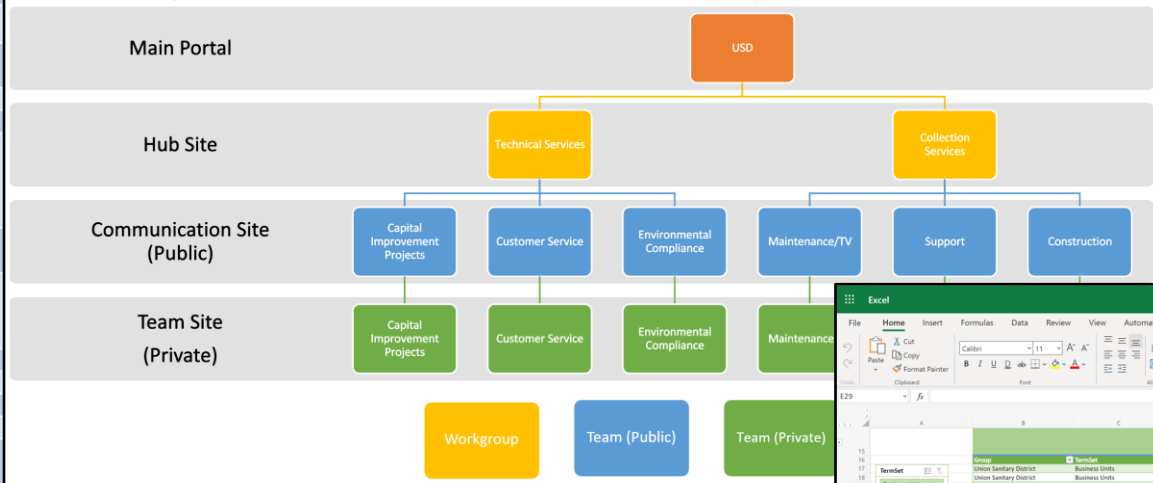 Main Portal
USD
Hub Site
Technical Services
Collection
Services
Communication Site
(Public)
Capital
Improvement
Projects
Customer Service
Environmental
Compliance
Maintenance/TV
Support
Construction
Team Site
(Private)
Capital
Improvement
Projects
Customer Service
Environmental
Compliance
Maintenance
Workgroup
Team (Public)
Team (Private)
Excel
File Home Insert Formulas Data Review View Automa
Cut
Copy
Paste
Format Painter
Calibri 11 A A
B I U D ab A
Undo Clipboard Font
E29 fx
A B C
15
16 Group TermSet
17 TermSet Union Sanitary District Business Units
18 Union Sanitary District Business Units